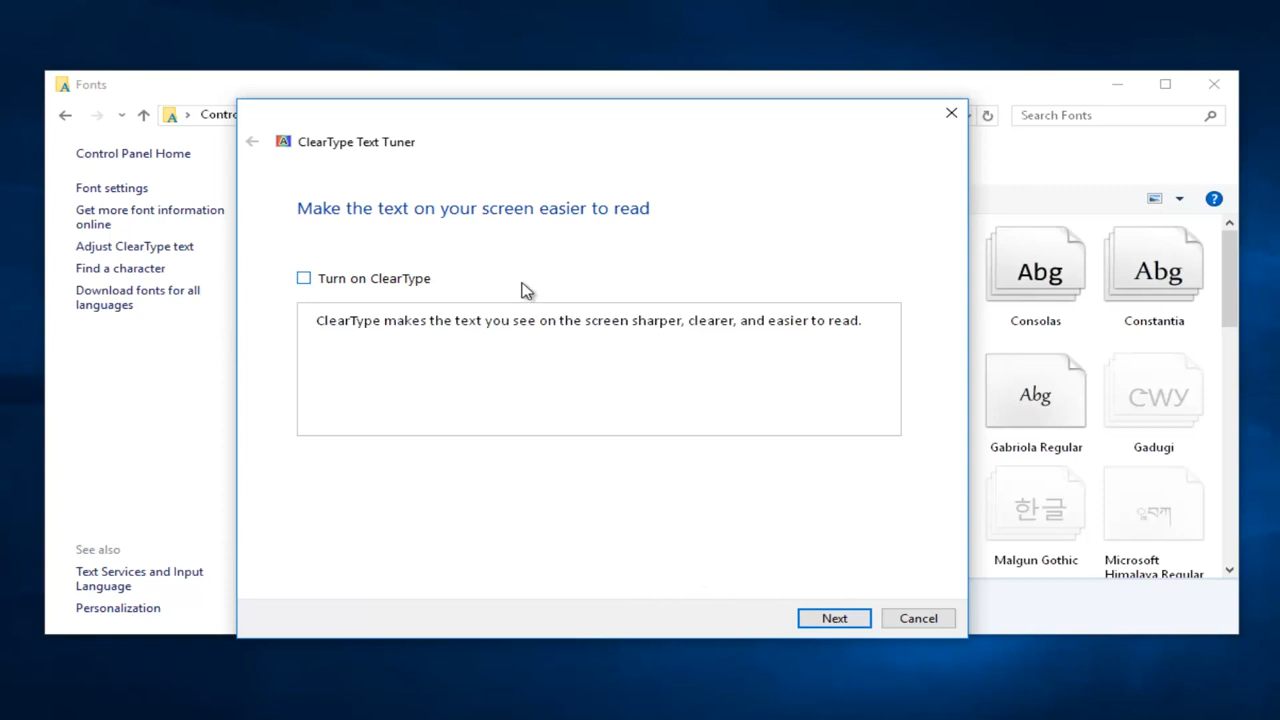 Fonts
Contro
Search Fonts
ClearType Text Tuner
Control Panel Home
Font settings
Get more font information
online
Adjust ClearType text
Find a character
Download fonts for all
languages
See also
Text Services and Input
Language
Personalization
Make the text on your screen easier to read
Turn on ClearType
ClearType makes the text you see on the screen sharper, clearer, and easier to read.
Next
Cancel
?
Abg
Abg
Consolas
Constantia
Abg
Gabriola Regular
Gadugi
한글
Malgun Gothic
Microsoft
Himalaya Regular